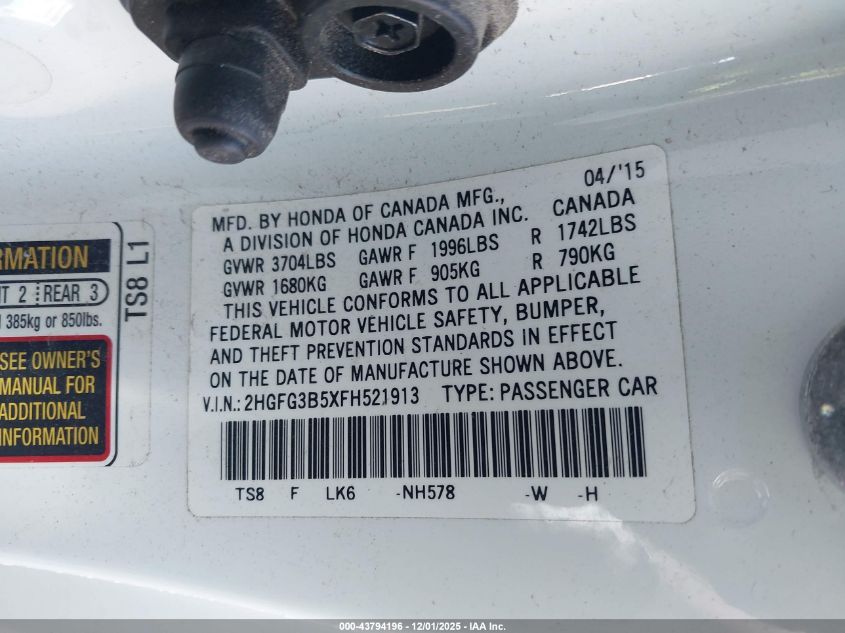 04/'15
MFD. BY HONDA OF CANADA MFG.,
A DIVISION OF HONDA CANADA INC. CANADA
GVWR 3704LBS GAWR F 1996LBS R 1742LBS
GVWR 1680KG GAWR F 905KG R 790KG
THIS VEHICLE CONFORMS TO ALL APPLICABLE
FEDERAL MOTOR VEHICLE SAFETY, BUMPER,
AND THEFT PREVENTION STANDARDS IN EFFECT
ON THE DATE OF MANUFACTURE SHOWN ABOVE.
V.I.N.: 2HGFG3B5XFH521913 TYPE: PASSENGER CAR
TS8 F LK6 -NH578 -W -H
RMATION
T 2 REAR 3
385kg or 850lbs.
SEE OWNER'S
MANUAL FOR
ADDITIONAL
INFORMATION
TS8 L1
000-43794196 - 12/01/2025 - IAA Inc.